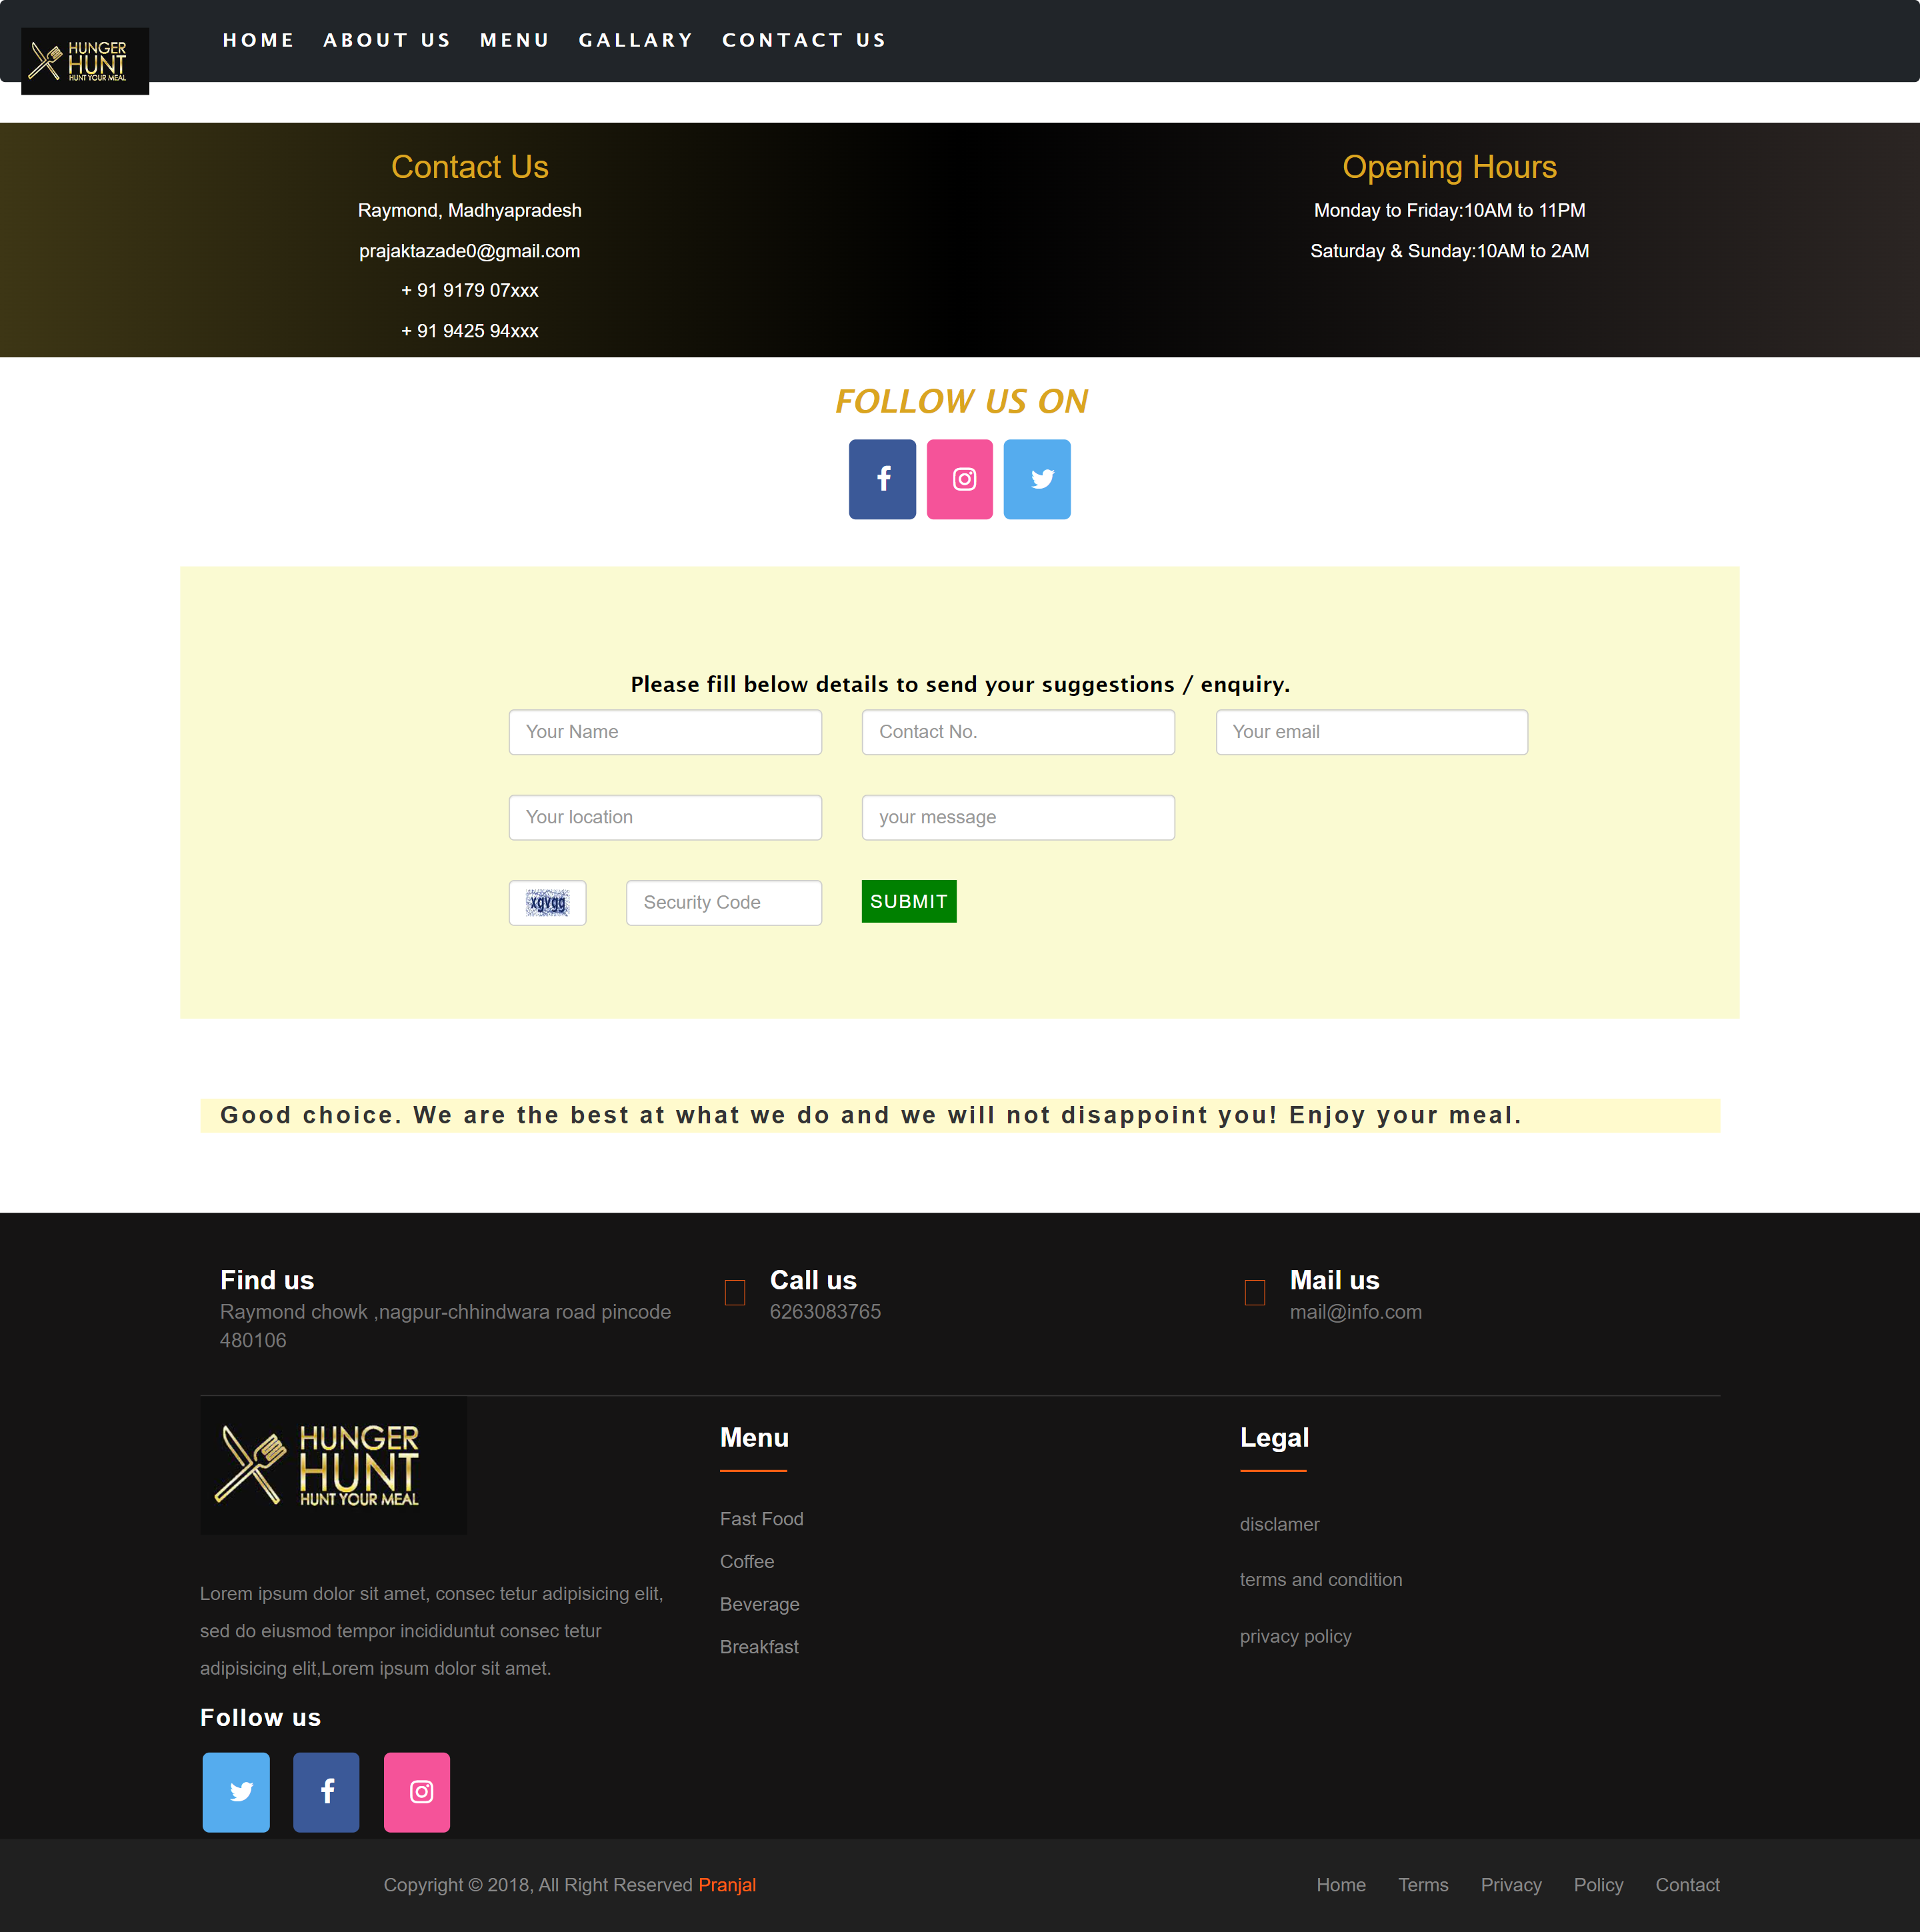 HUNGER
HUNT
HUNT YOUR MEAL
HOME ABOUT US MENU GALLARY CONTACT US
Contact Us
Raymond, Madhyapradesh
prajaktazade0@gmail.com
+ 91 9179 07xxx
+ 91 9425 94xxx
Opening Hours
Monday to Friday:10AM to 11PM
Saturday & Sunday:10AM to 2AM
FOLLOW US ON
Please fill below details to send your suggestions / enquiry.
Your Name Contact No. Your email
Your location your message
xgvgg Security Code SUBMIT
Good choice. We are the best at what we do and we will not disappoint you! Enjoy your meal.
Find us
Raymond chowk ,nagpur-chhindwara road pincode
480106
Call us
6263083765
Mail us
mail@info.com
HUNGER
HUNT
HUNT YOUR MEAL
Lorem ipsum dolor sit amet, consec tetur adipisicing elit,
sed do eiusmod tempor incididuntut consec tetur
adipisicing elit,Lorem ipsum dolor sit amet.
Follow us
Menu
Fast Food
Coffee
Beverage
Breakfast
Legal
disclamer
terms and condition
privacy policy
Copyright © 2018, All Right Reserved Pranjal
Home Terms Privacy Policy Contact